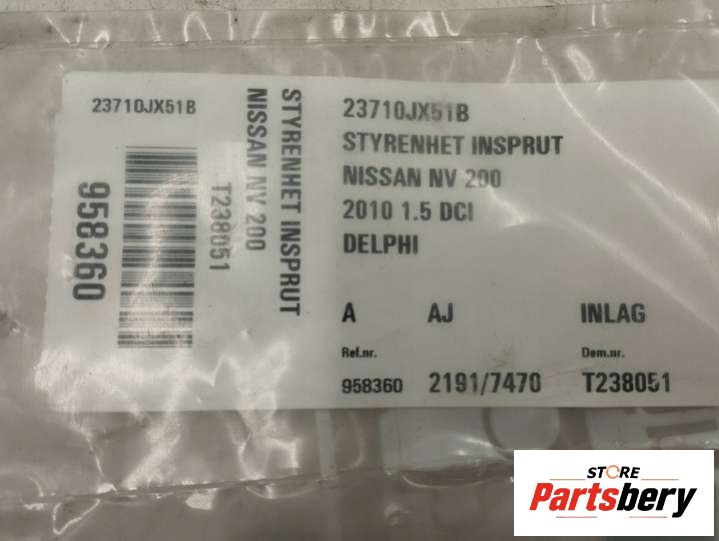 23710JX51B
958360
T238051
NISSAN NV 200
STYRENHET INSPRUT
23710JX51B
STYRENHET INSPRUT
NISSAN NV 200
2010 1.5 DCI
DELPHI
A AJ INLAG
Ref.nr. Dem.nr.
958360 2191/7470 T238051
STORE
Partsbery